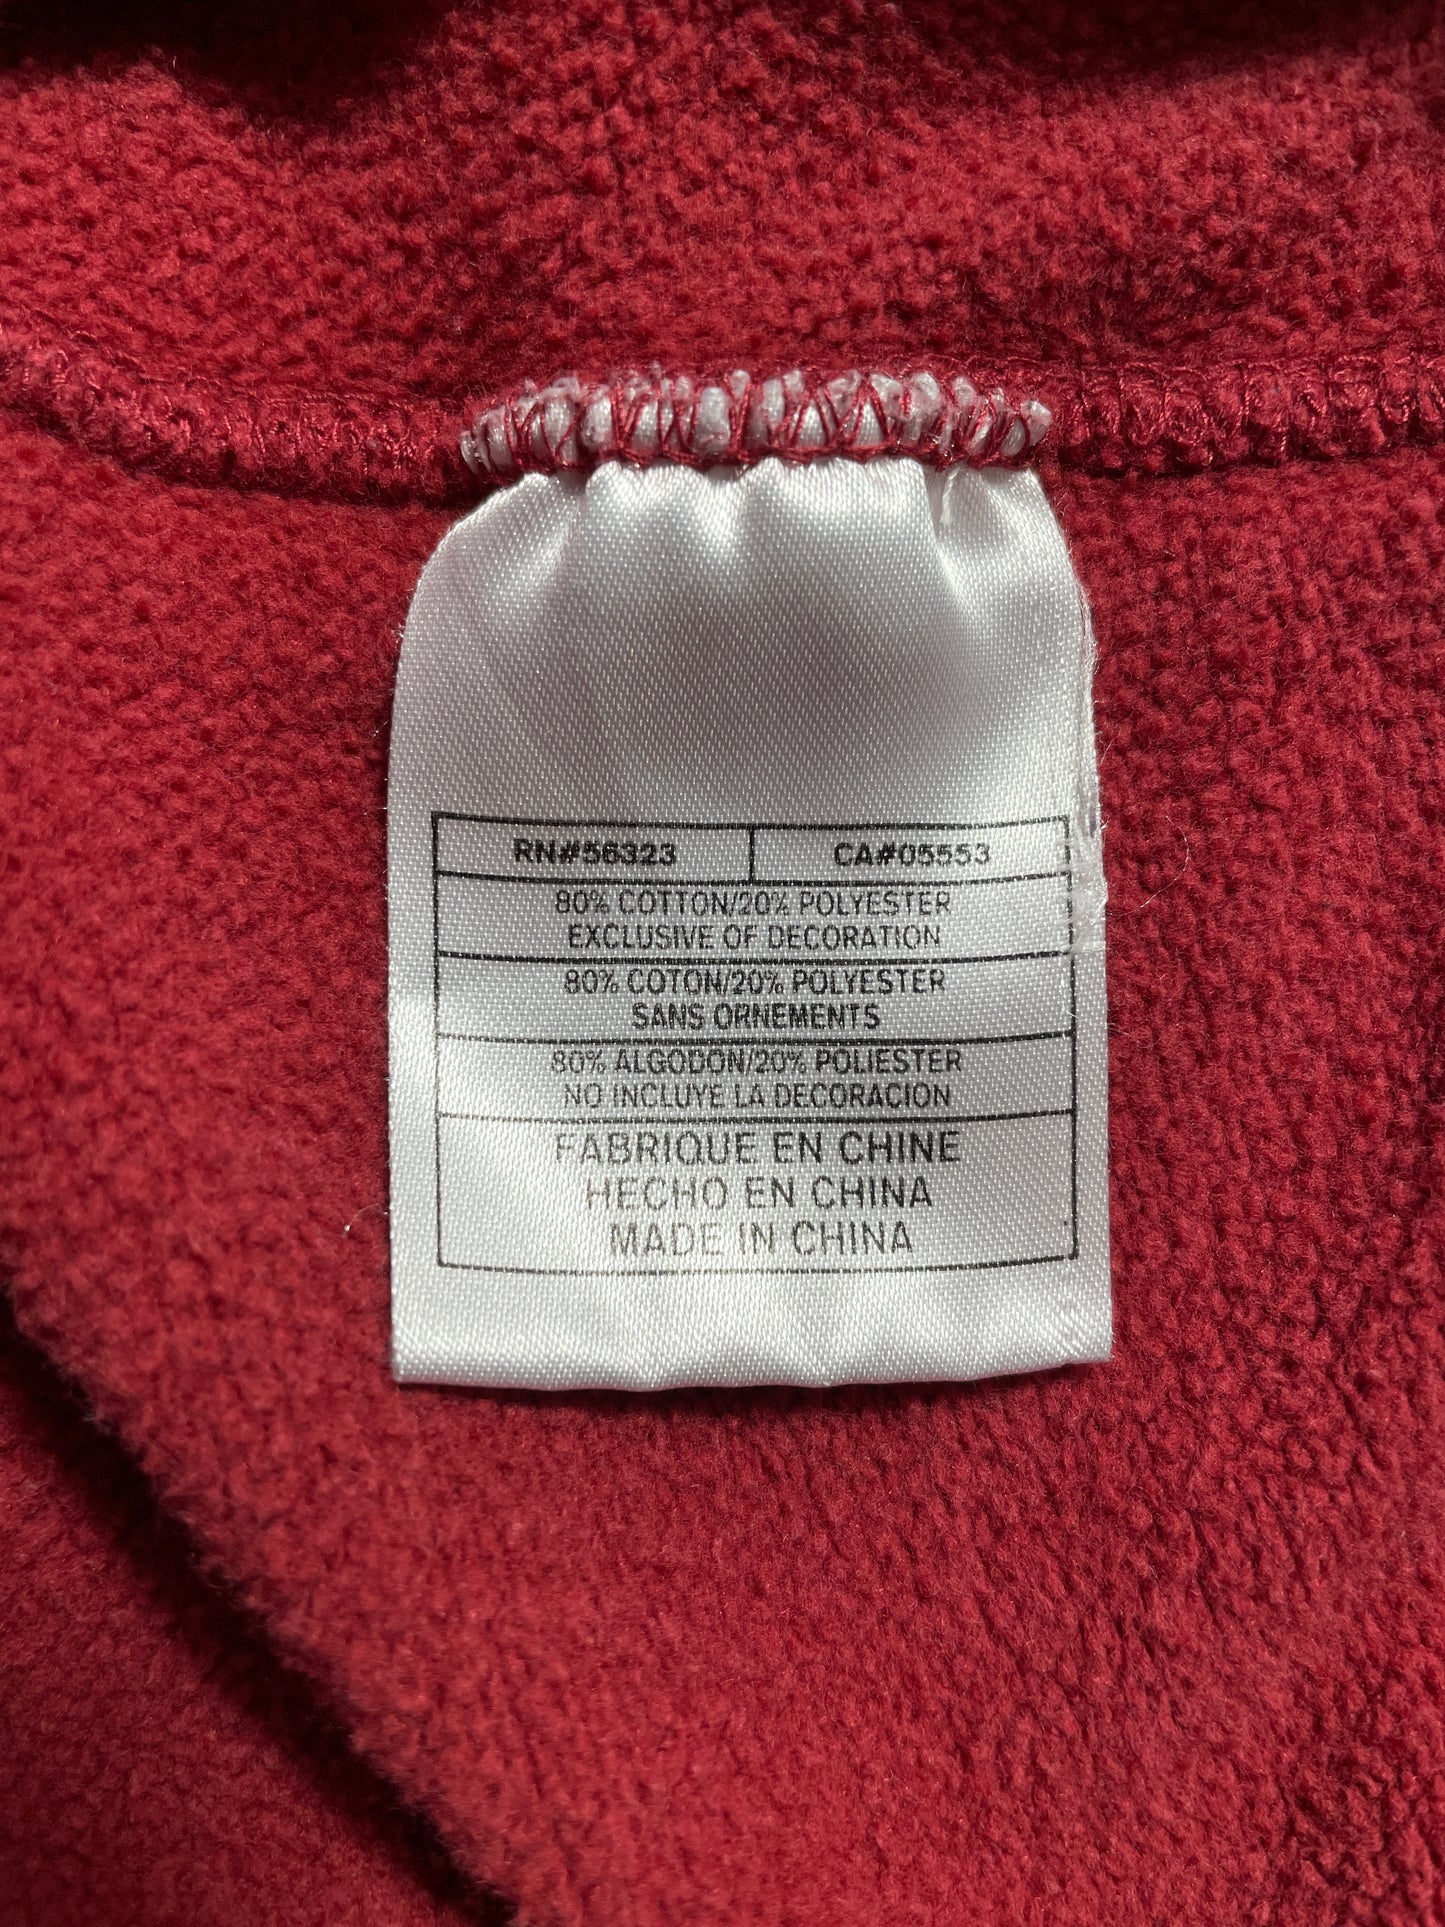 RN#56323 CA#05553
80% COTTON/20% POLYESTER
EXCLUSIVE OF DECORATION
80% COTON/20% POLYESTER
SANS ORNEMENTS
80% ALGODON/20% POLIESTER
NO INCLUYE LA DECORACION
FABRIQUE EN CHINE
HECHO EN CHINA
MADE IN CHINA